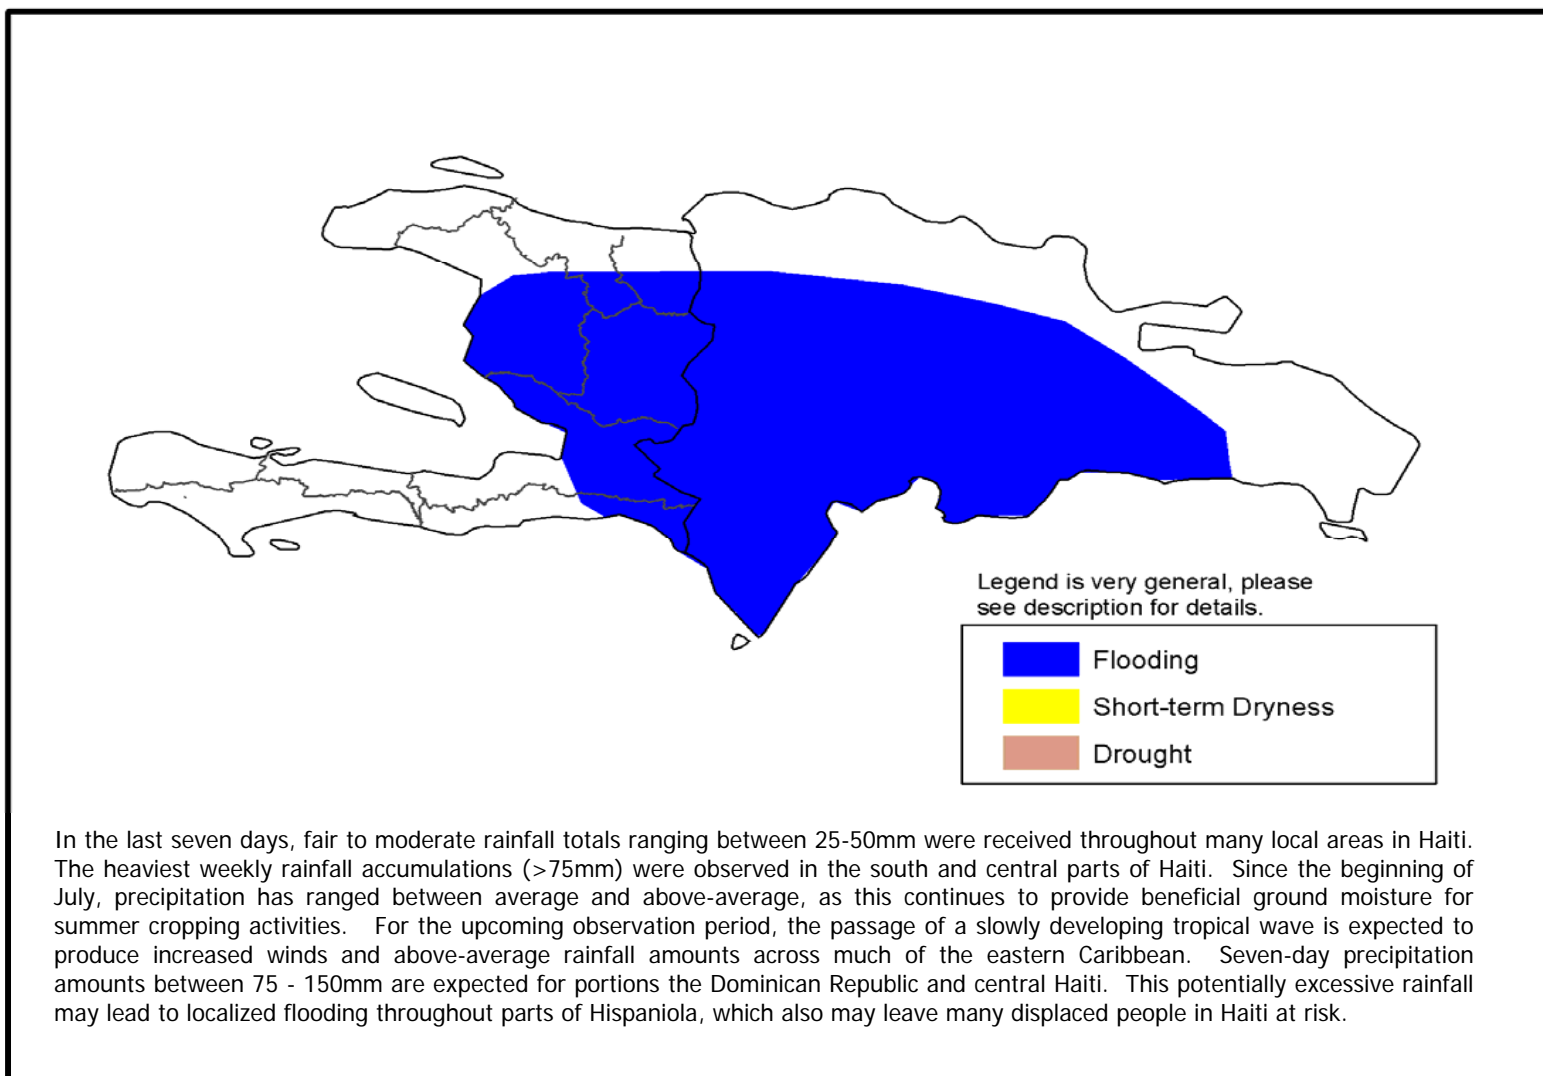 Legend is very general, please
see description for details.
Flooding
Short-term Dryness
Drought
In the last seven days, fair to moderate rainfall totals ranging between 25-50mm were received throughout many local areas in Haiti.
The heaviest weekly rainfall accumulations (>75mm) were observed in the south and central parts of Haiti.  Since the beginning of
July, precipitation has ranged between average and above-average, as this continues to provide beneficial ground moisture for
summer cropping activities.   For the upcoming observation period, the passage of a slowly developing tropical wave is expected to
produce increased winds and above-average rainfall amounts across much of the eastern Caribbean.  Seven-day precipitation
amounts between 75 - 150mm are expected for portions the Dominican Republic and central Haiti.  This potentially excessive rainfall
may lead to localized flooding throughout parts of Hispaniola, which also may leave many displaced people in Haiti at risk.